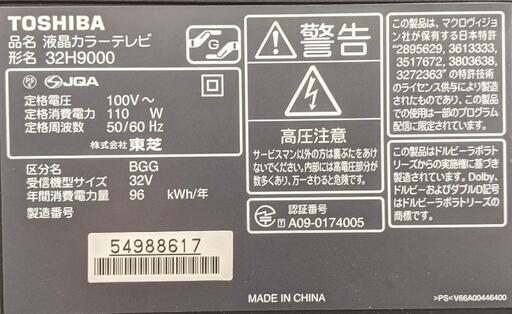 TOSHIBA
品名 液晶カラーテレビ
形名 32H9000
PS E JQA
定格電圧 100V～
定格消費電力 110 W
定格周波数 50/60 Hz
株式会社 東芝
区分名 BGG
受信機型サイズ 32V
年間消費電力量 96 kWh/年
製造番号
54988617
G
警告
高圧注意
サービスマン以外の方は裏ぶたをあけ
ないでください。内部には高電圧部分が
数多くあり、万一さわると危険です。
認証番号
A09-0174005
MADE IN CHINA
この製品は、マクロヴィジョ
ン社が保有する日本特許
"2895629, 3613333,
3517672, 3803638,
3272363"の特許技術
のライセンス供与により製
造されており、この製品で
の使用は一部のプログラム
配信に限定されています。
この製品は、ドルビーラボラト
リーズからの実施権に基づき
製造されています。Dolby、
ドルビー及びダブルD記号
はドルビーラボラトリーズの
商標です。
>PS<V66A00446400